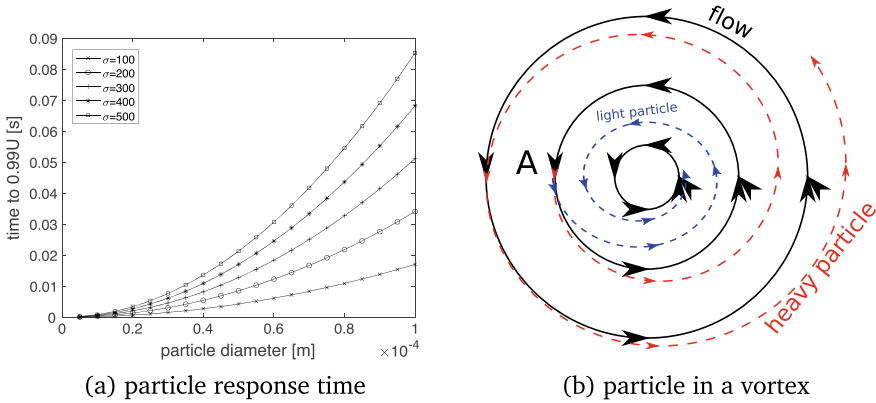 0.09
0.08
0.07
0.06
0.05
0.04
0.03
0.02
0.01
0
time to 0.99U [s]
σ=100
σ=200
σ=300
σ=400
σ=500
0 0.2 0.4 0.6 0.8 1
particle diameter [m]
×10⁻⁴
(a) particle response time
flow
light particle
A
heavy particle
(b) particle in a vortex